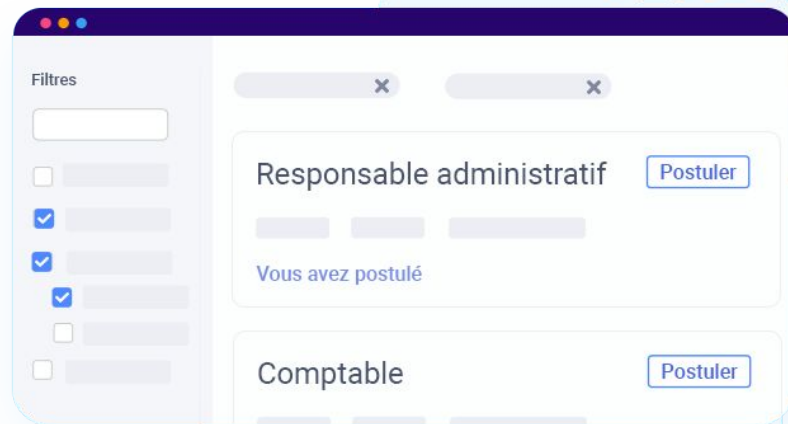 Filtres
Responsable administratif
Postuler
Vous avez postulé
Comptable
Postuler